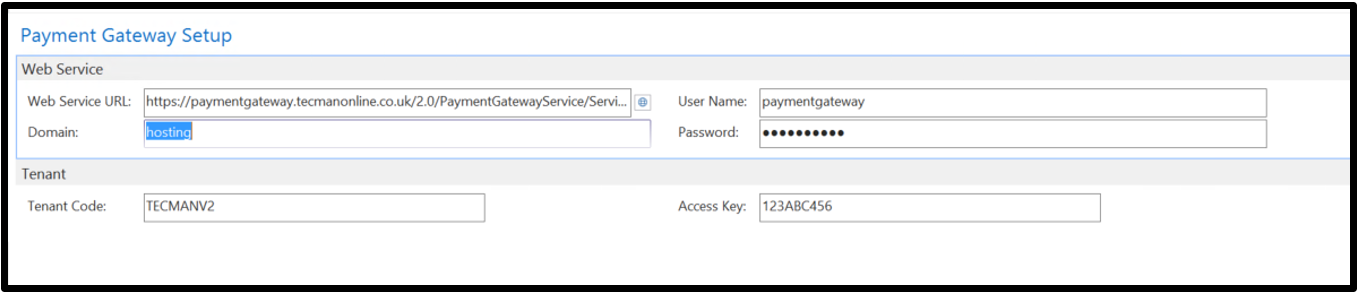 Payment Gateway Setup
Web Service
Web Service URL: https://paymentgateway.tecmanonline.co.uk/2.0/PaymentGatewayService/Servi... User Name: paymentgateway
Domain: hosting Password: ●●●●●●●●●●
Tenant
Tenant Code: TECMANV2 Access Key: 123ABC456